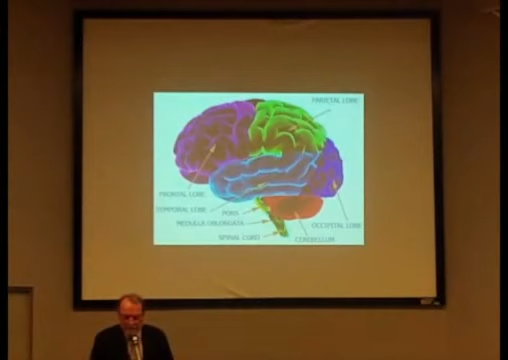 PARIETAL LOBE
FRONTAL LOBE
TEMPORAL LOBE
PONS
MEDULLA OBLONGATA
SPINAL CORD
OCCIPITAL LOBE
CEREBELLUM